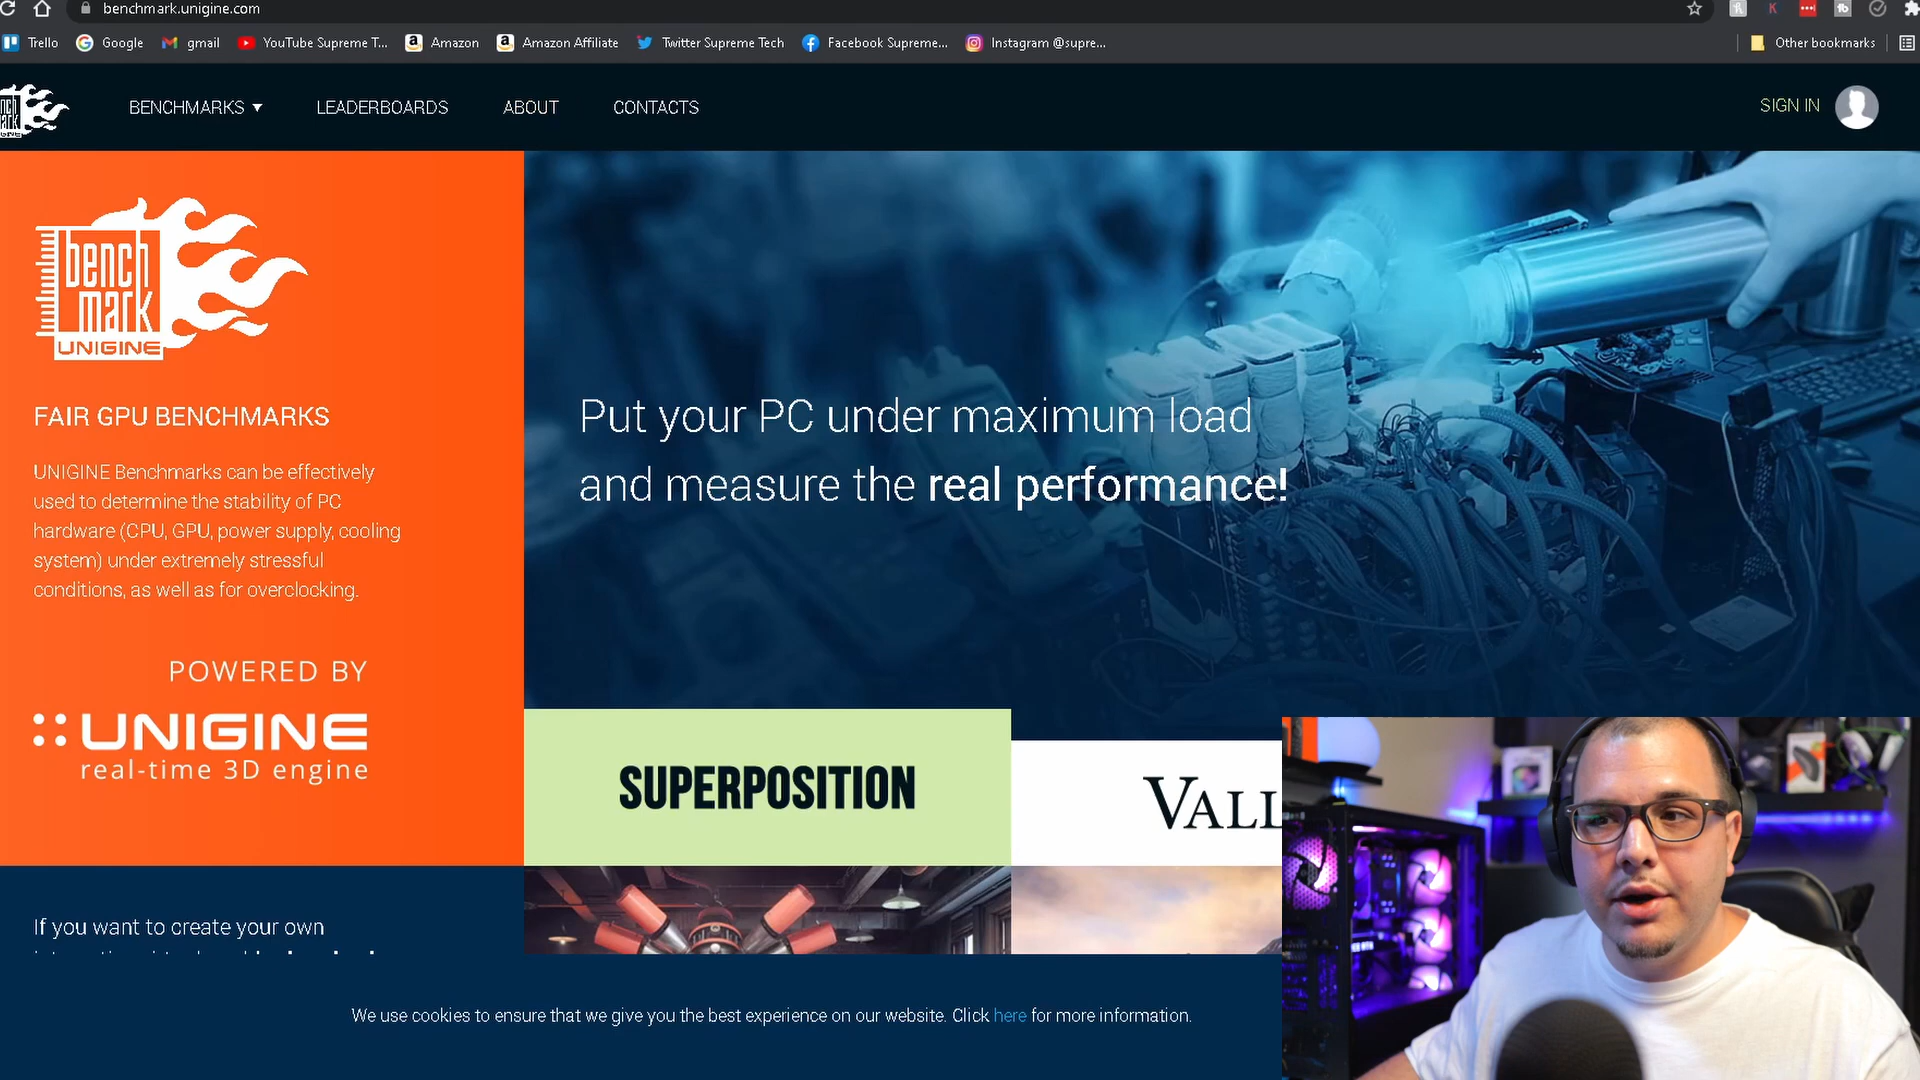 benchmark.unigine.com
Trello Google gmail YouTube Supreme T... Amazon Amazon Affiliate Twitter Supreme Tech Facebook Supreme... Instagram @supre... Other bookmarks
BENCHMARKS ▼ LEADERBOARDS ABOUT CONTACTS SIGN IN
bench
mark
UNIGINE
FAIR GPU BENCHMARKS
UNIGINE Benchmarks can be effectively
used to determine the stability of PC
hardware (CPU, GPU, power supply, cooling
system) under extremely stressful
conditions, as well as for overclocking.
POWERED BY
UNIGINE
real-time 3D engine
If you want to create your own
Put your PC under maximum load
and measure the real performance!
SUPERPOSITION
VALL
We use cookies to ensure that we give you the best experience on our website. Click here for more information.